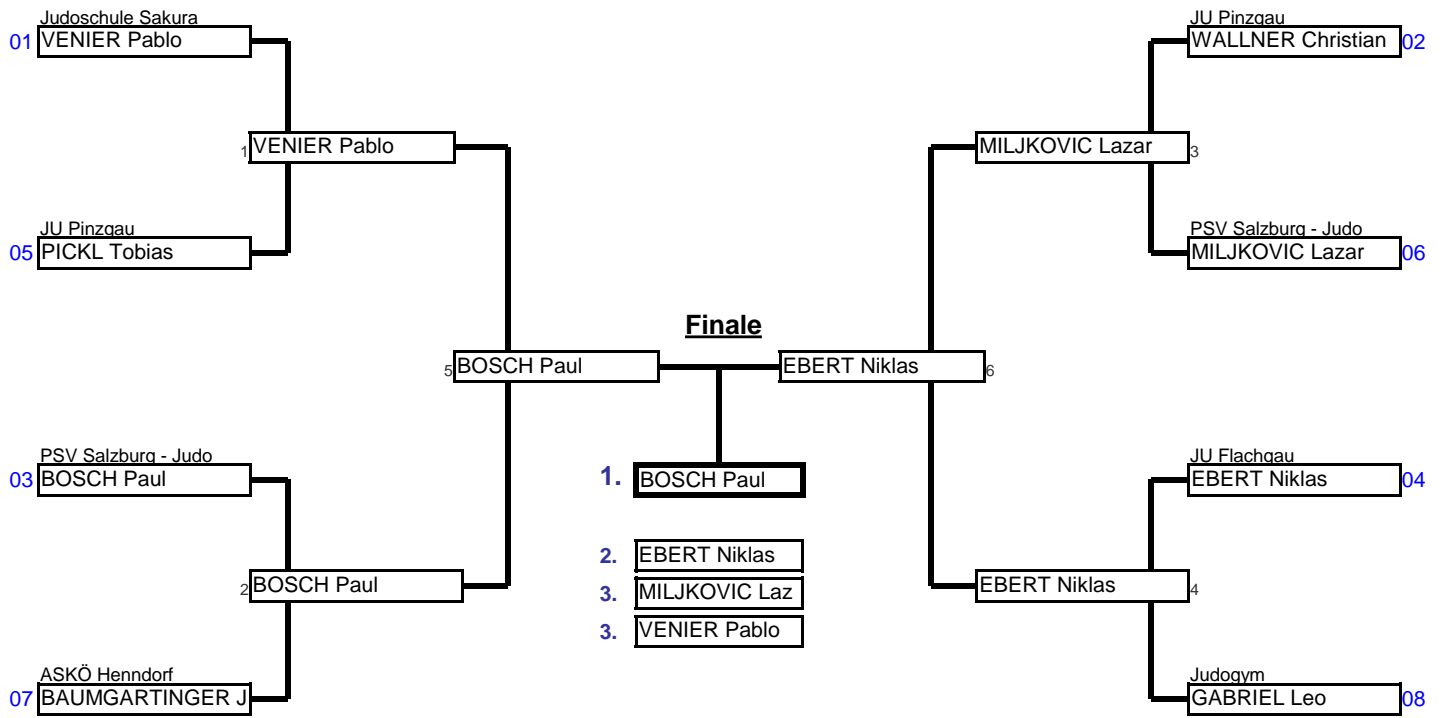 Judoschule Sakura
01 VENIER Pablo
JU Pinzgau
WALLNER Christian 02
1 VENIER Pablo
MILJKOVIC Lazar 3
JU Pinzgau
05 PICKL Tobias
PSV Salzburg - Judo
MILJKOVIC Lazar 06
Finale
5 BOSCH Paul
EBERT Niklas 6
PSV Salzburg - Judo
03 BOSCH Paul
1. BOSCH Paul
JU Flachgau
EBERT Niklas 04
2. EBERT Niklas
2 BOSCH Paul
3. MILJKOVIC Laz
EBERT Niklas 4
3. VENIER Pablo
ASKÖ Henndorf
07 BAUMGARTINGER J
Judogym
GABRIEL Leo 08